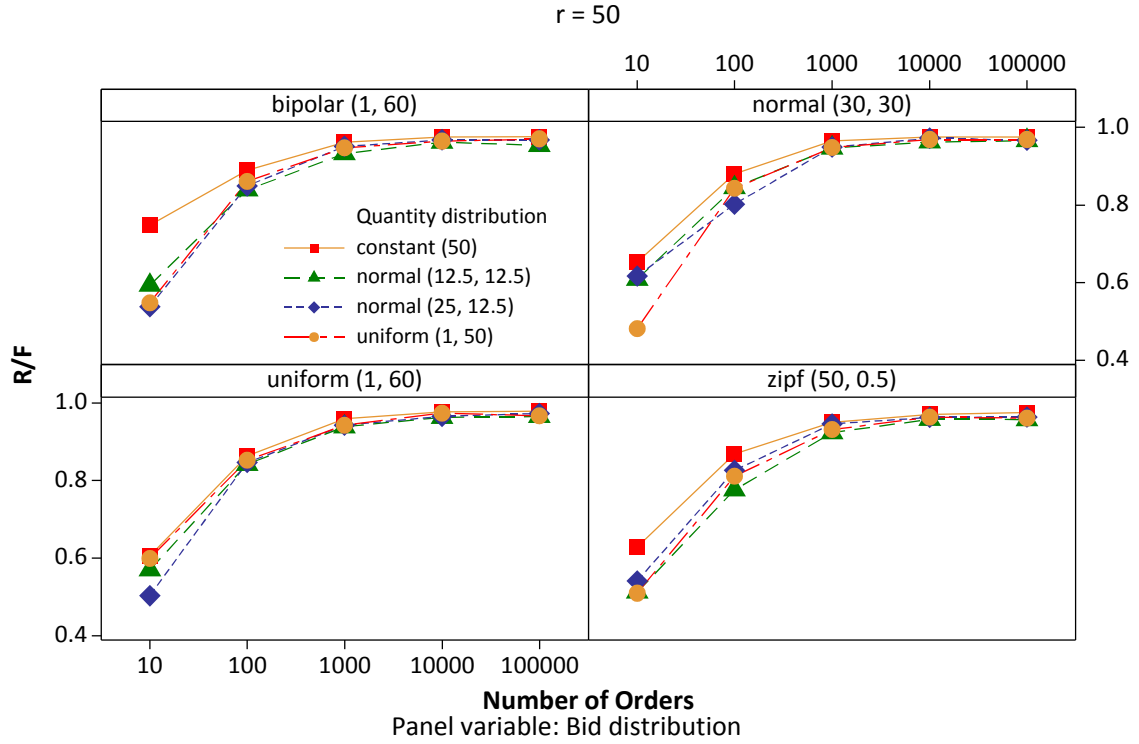 r = 50
10 100 1000 10000 100000
bipolar (1, 60) normal (30, 30)
1.0
0.8
0.6
0.4
Quantity distribution
constant (50)
normal (12.5, 12.5)
normal (25, 12.5)
uniform (1, 50)
R/F
uniform (1, 60) zipf (50, 0.5)
1.0
0.8
0.6
0.4
10 100 1000 10000 100000
Number of Orders
Panel variable: Bid distribution